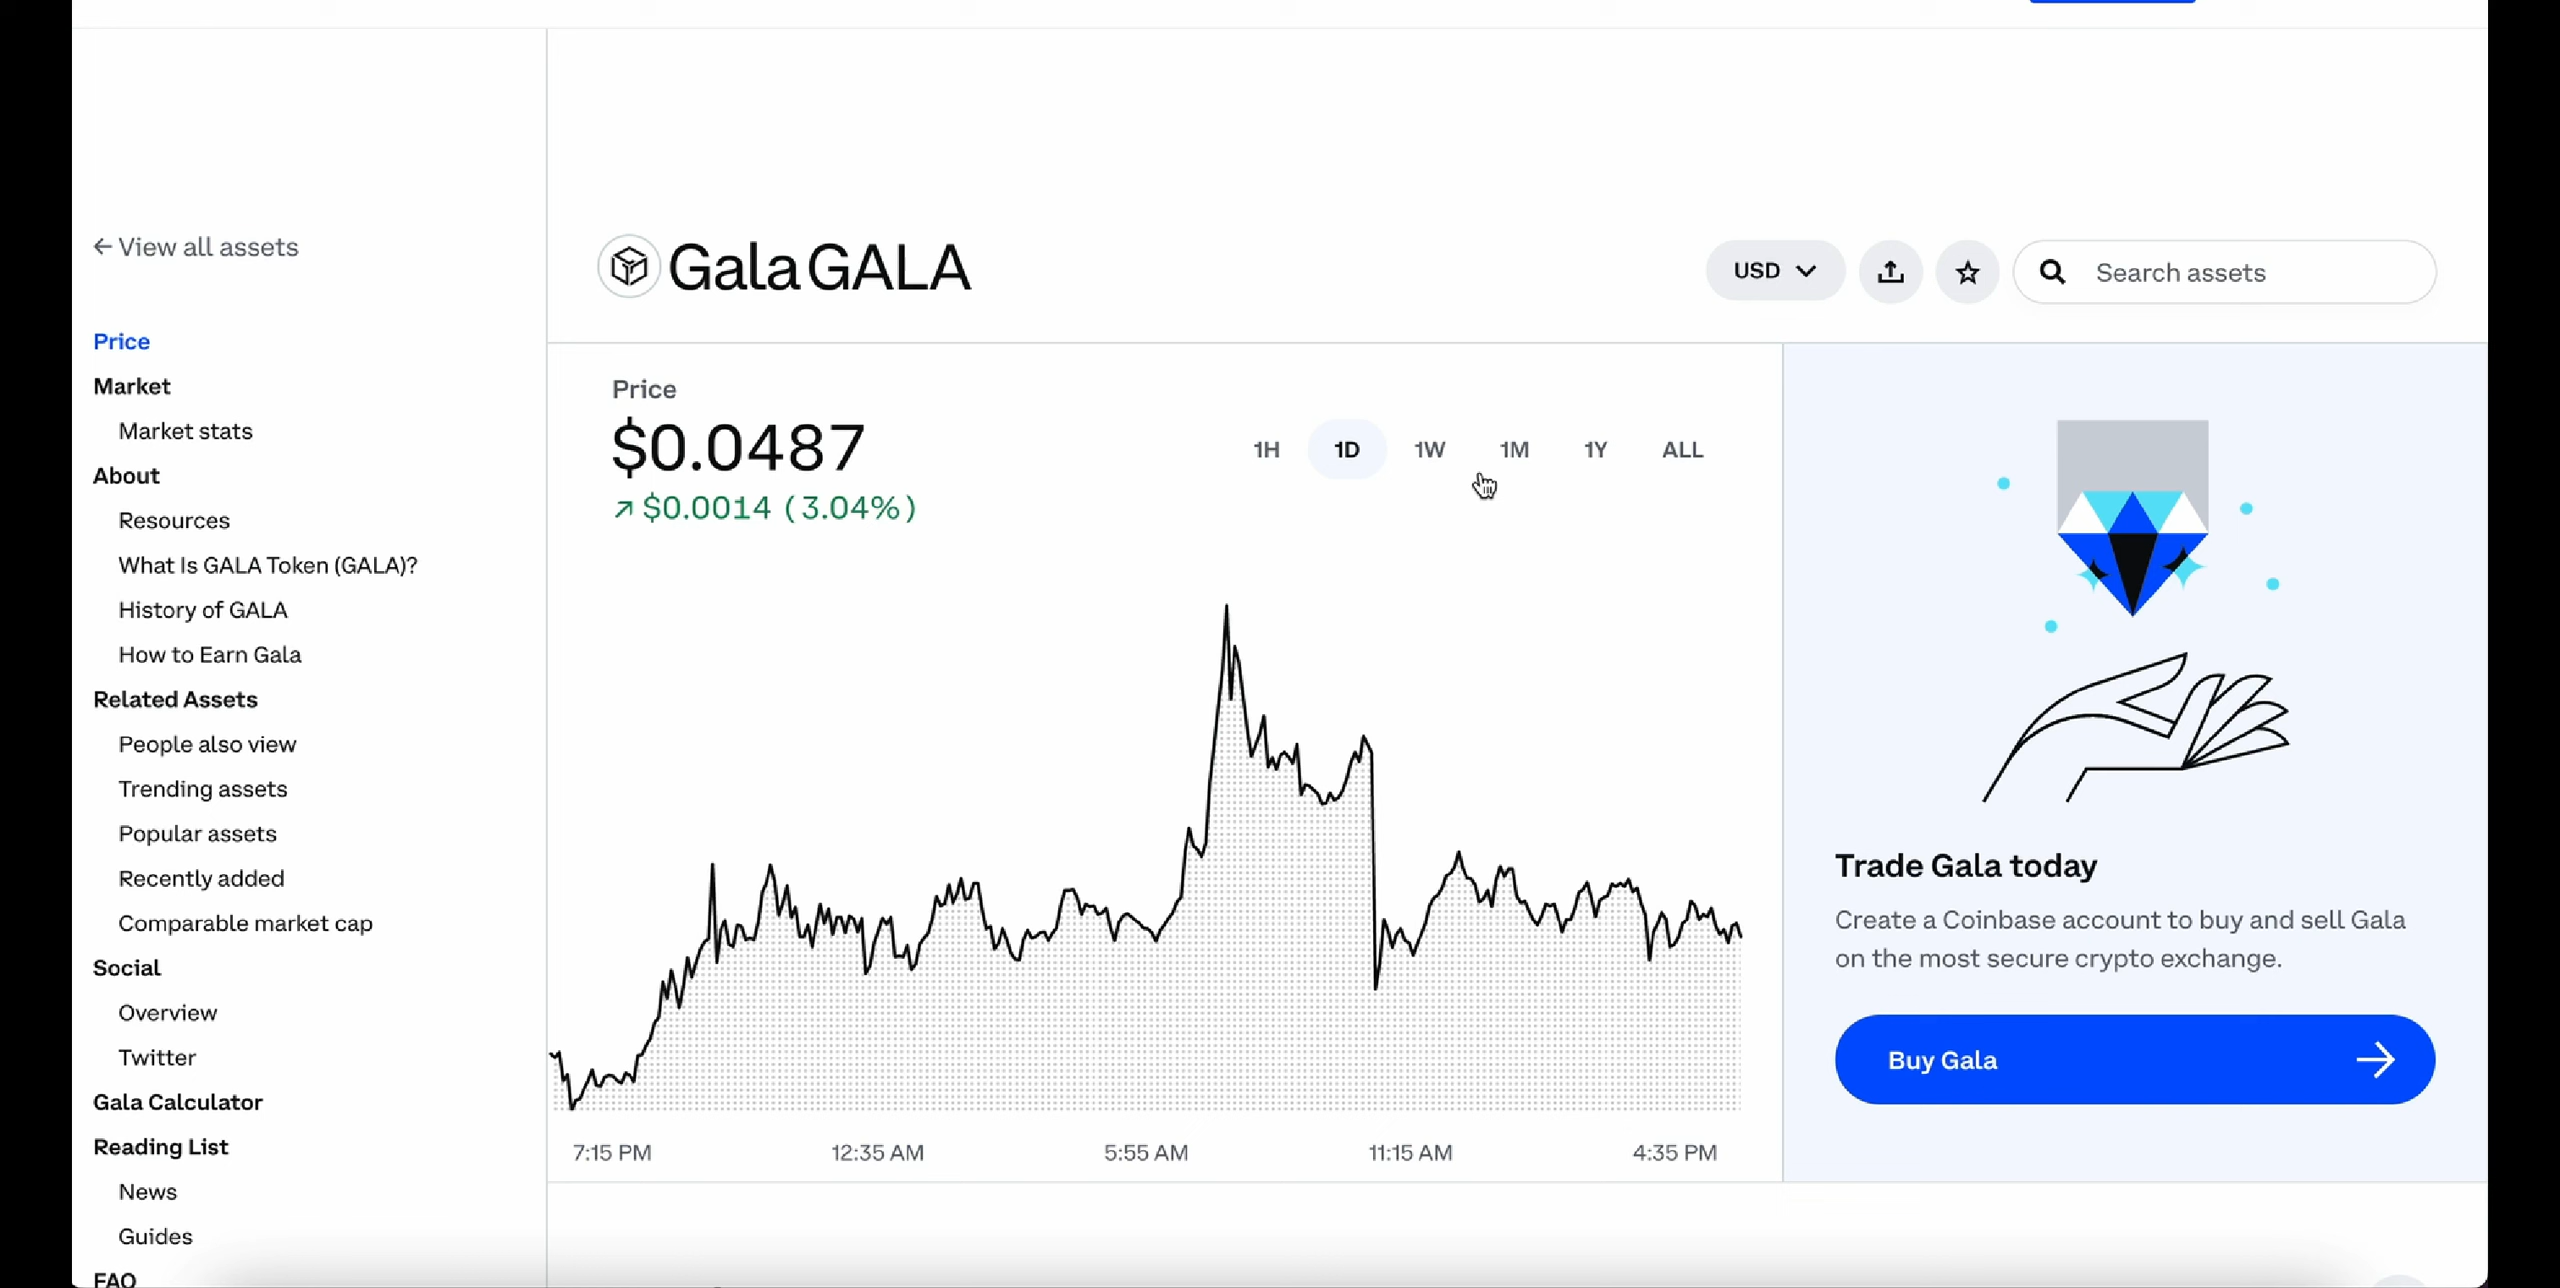 ← View all assets
Price
Market
Market stats
About
Resources
What Is GALA Token (GALA)?
History of GALA
How to Earn Gala
Related Assets
People also view
Trending assets
Popular assets
Recently added
Comparable market cap
Social
Overview
Twitter
Gala Calculator
Reading List
News
Guides
FAQ
Gala GALA
USD
Search assets
Price
$0.0487
↗ $0.0014 (3.04%)
1H 1D 1W 1M 1Y ALL
7:15 PM 12:35 AM 5:55 AM 11:15 AM 4:35 PM
Trade Gala today
Create a Coinbase account to buy and sell Gala
on the most secure crypto exchange.
Buy Gala